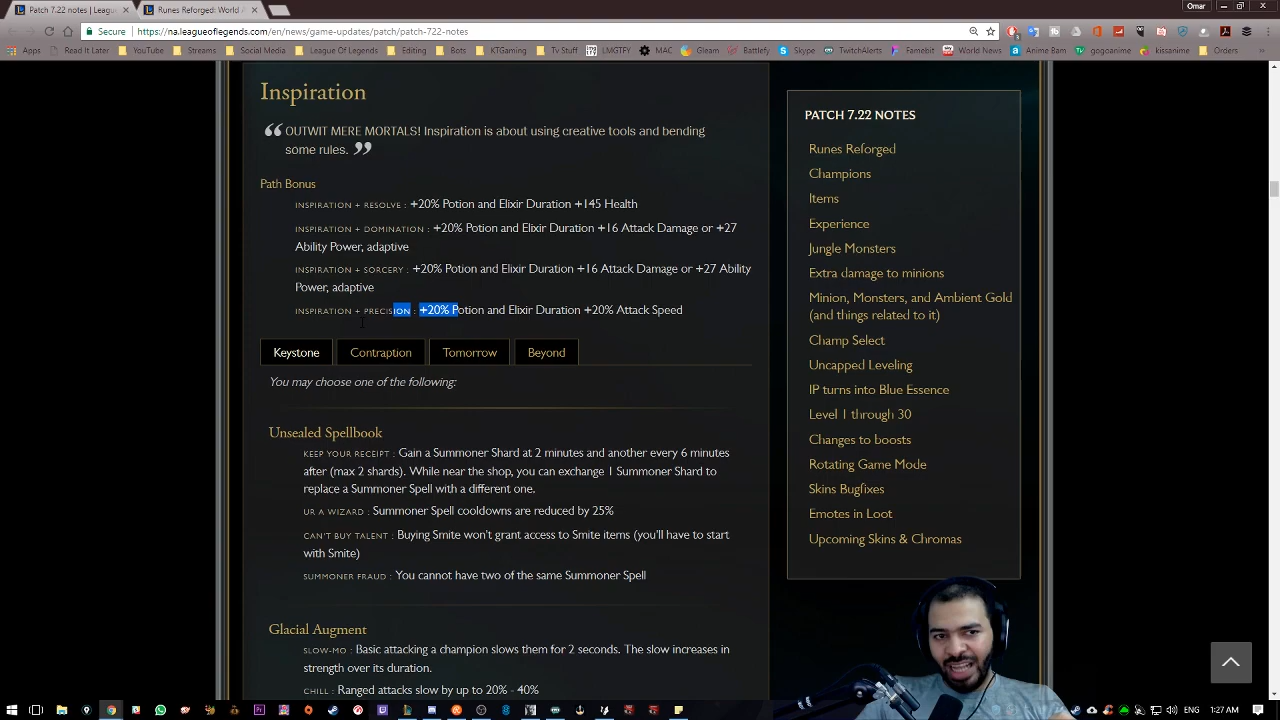 Patch 7.22 notes | Leagu
Runes Reforged: World A
Omar
Secure
https://na.leagueoflegends.com/en/news/game-updates/patch/patch-722-notes
Apps
Read It Later
YouTube
Streams
Social Media
League Of Legends
Editing
Bots
KTGaming
Tv Stuff
LMGTFY
MAC
Google
Amazon
Battlefy
Skype
TwitchAlerts
Famebit
World News
Anime Bam
gogoanime
kissanime
Orders
Inspiration
OUTWIT MERE MORTALS! Inspiration is about using creative tools and bending
some rules.
Path Bonus
INSPIRATION + RESOLVE : +20% Potion and Elixir Duration +145 Health
INSPIRATION + DOMINATION : +20% Potion and Elixir Duration +16 Attack Damage or +27
Ability Power, adaptive
INSPIRATION + SORCERY : +20% Potion and Elixir Duration +16 Attack Damage or +27 Ability
Power, adaptive
INSPIRATION + PRECISION : +20% Potion and Elixir Duration +20% Attack Speed
Keystone
Contraption
Tomorrow
Beyond
You may choose one of the following:
Unsealed Spellbook
KEEP YOUR RECEIPT : Gain a Summoner Shard at 2 minutes and another every 6 minutes
after (max 2 shards). While near the shop, you can exchange 1 Summoner Shard to
replace a Summoner Spell with a different one.
UR A WIZARD : Summoner Spell cooldowns are reduced by 25%
CAN'T BUY TALENT : Buying Smite won't grant access to Smite items (you'll have to start
with Smite)
SUMMONER FRAUD : You cannot have two of the same Summoner Spell
Glacial Augment
SLOW-MO : Basic attacking a champion slows them for 2 seconds. The slow increases in
strength over its duration.
CHILL : Ranged attacks slow by up to 20% - 40%
PATCH 7.22 NOTES
Runes Reforged
Champions
Items
Experience
Jungle Monsters
Extra damage to minions
Minion, Monsters, and Ambient Gold
(and things related to it)
Champ Select
Uncapped Leveling
IP turns into Blue Essence
Level 1 through 30
Changes to boosts
Rotating Game Mode
Skins Bugfixes
Emotes in Loot
Upcoming Skins & Chromas
1:27 AM